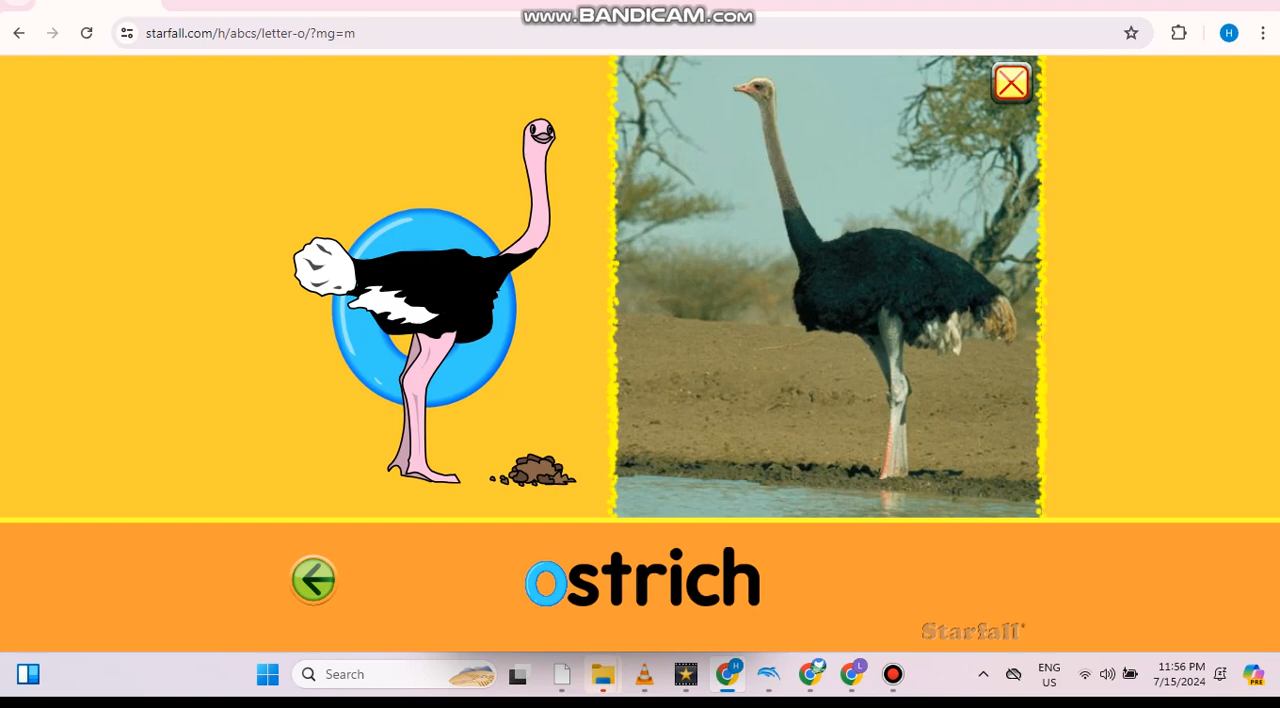 www.BANDICAM.com
starfall.com/h/abcs/letter-o/?mg=m
H
ostrich
Starfall
Search
H
L
ENG
US
11:56 PM
7/15/2024
PRE